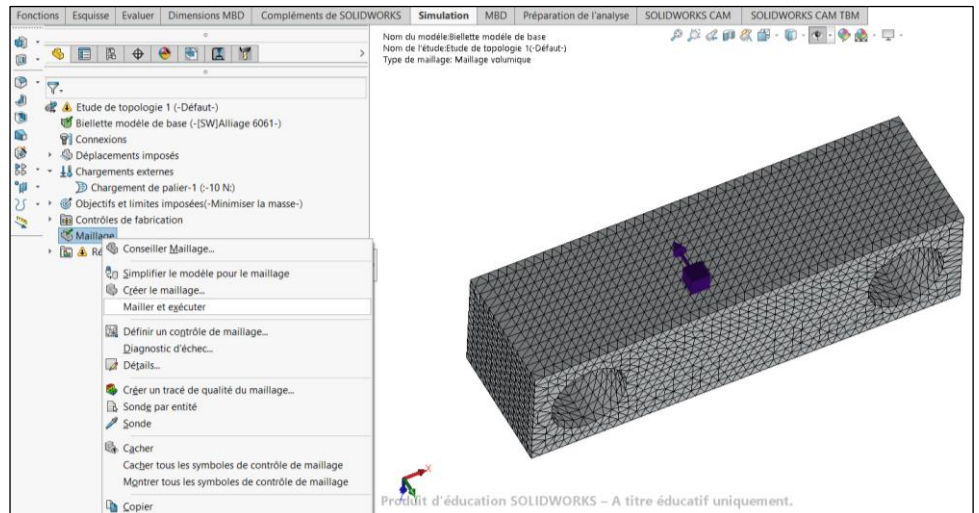 Fonctions Esquisse Evaluer Dimensions MBD Compléments de SOLIDWORKS Simulation MBD Préparation de l'analyse SOLIDWORKS CAM SOLIDWORKS CAM TBM
Nom du modèle:Biellette modèle de base
Nom de l'étude:Etude de topologie 1(-Défaut-)
Type de maillage: Maillage volumique
Etude de topologie 1 (-Défaut-)
Biellette modèle de base (-[SW]Alliage 6061-)
Connexions
Déplacements imposés
Chargements externes
Chargement de palier-1 (:-10 N:)
Objectifs et limites imposées(-Minimiser la masse-)
Contrôles de fabrication
Maillage
Conseiller Maillage...
Simplifier le modèle pour le maillage
Créer le maillage...
Mailler et exécuter
Définir un contrôle de maillage...
Diagnostic d'échec...
Détails...
Créer un tracé de qualité du maillage...
Sonde par entité
Sonde
Cacher
Cacher tous les symboles de contrôle de maillage
Montrer tous les symboles de contrôle de maillage
Copier
Produit d'éducation SOLIDWORKS – A titre éducatif uniquement.